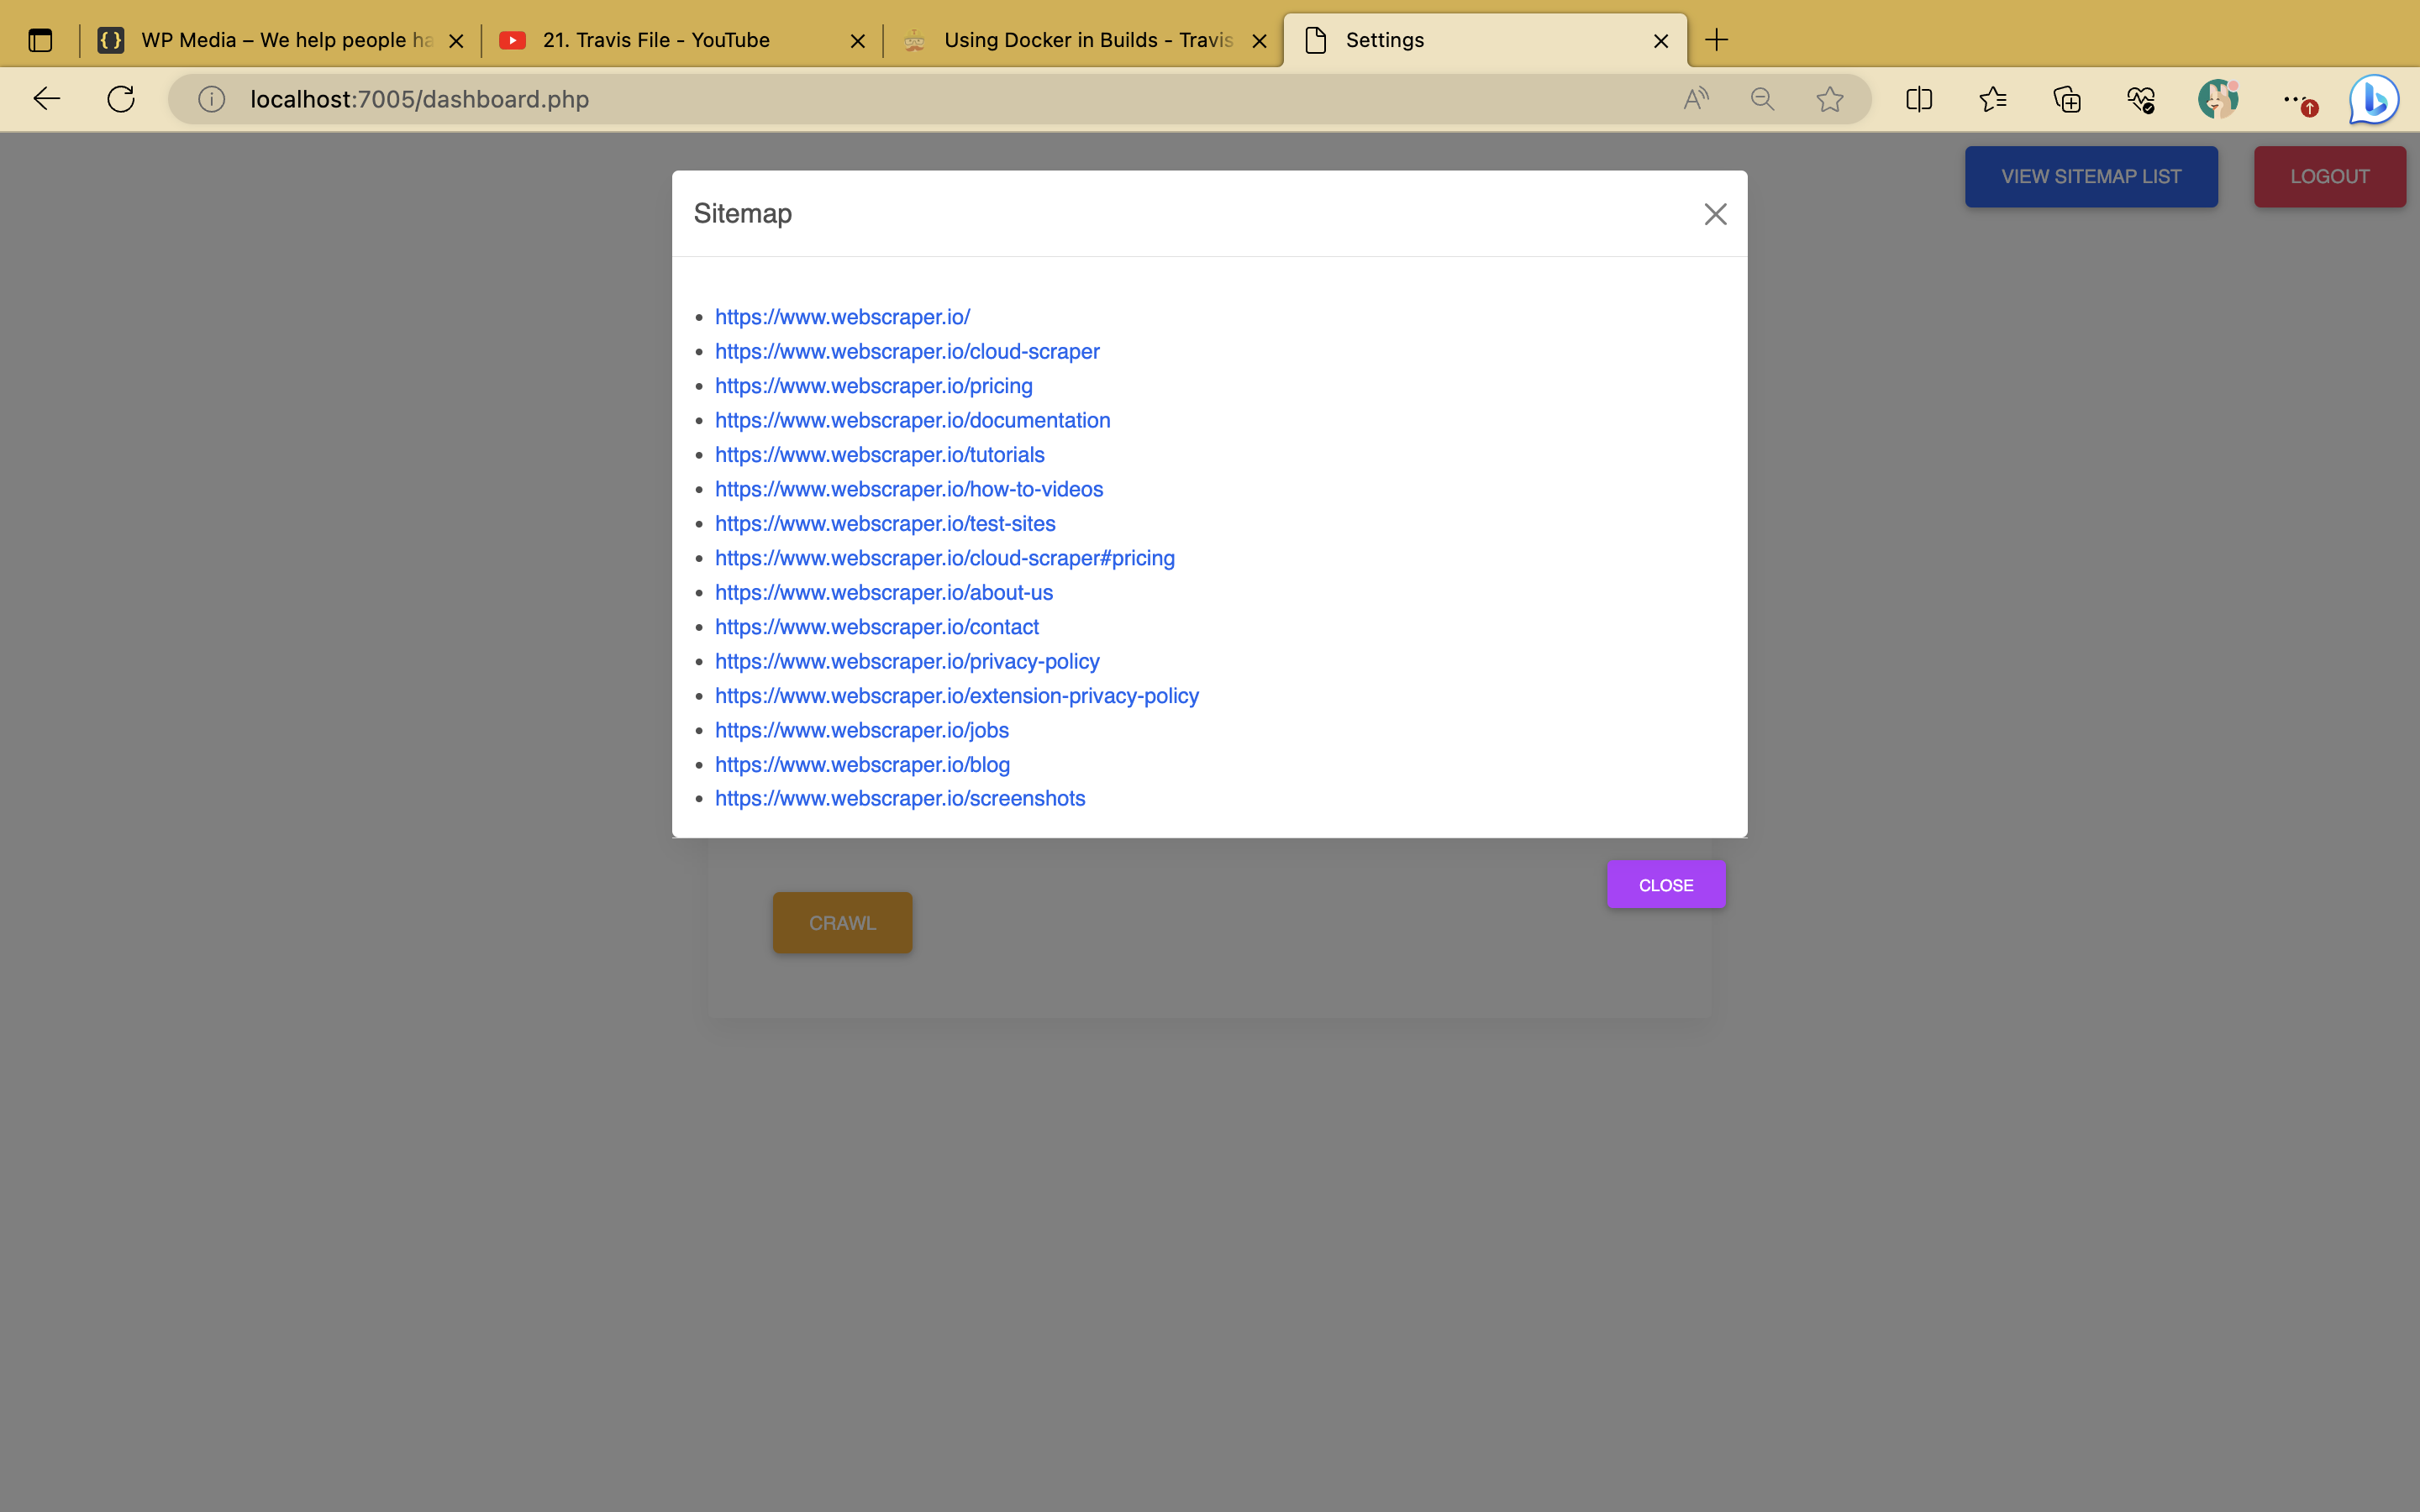 WP Media – We help people ha
21. Travis File - YouTube
Using Docker in Builds - Travis
Settings
localhost:7005/dashboard.php
VIEW SITEMAP LIST
LOGOUT
Sitemap
https://www.webscraper.io/
https://www.webscraper.io/cloud-scraper
https://www.webscraper.io/pricing
https://www.webscraper.io/documentation
https://www.webscraper.io/tutorials
https://www.webscraper.io/how-to-videos
https://www.webscraper.io/test-sites
https://www.webscraper.io/cloud-scraper#pricing
https://www.webscraper.io/about-us
https://www.webscraper.io/contact
https://www.webscraper.io/privacy-policy
https://www.webscraper.io/extension-privacy-policy
https://www.webscraper.io/jobs
https://www.webscraper.io/blog
https://www.webscraper.io/screenshots
CLOSE
CRAWL